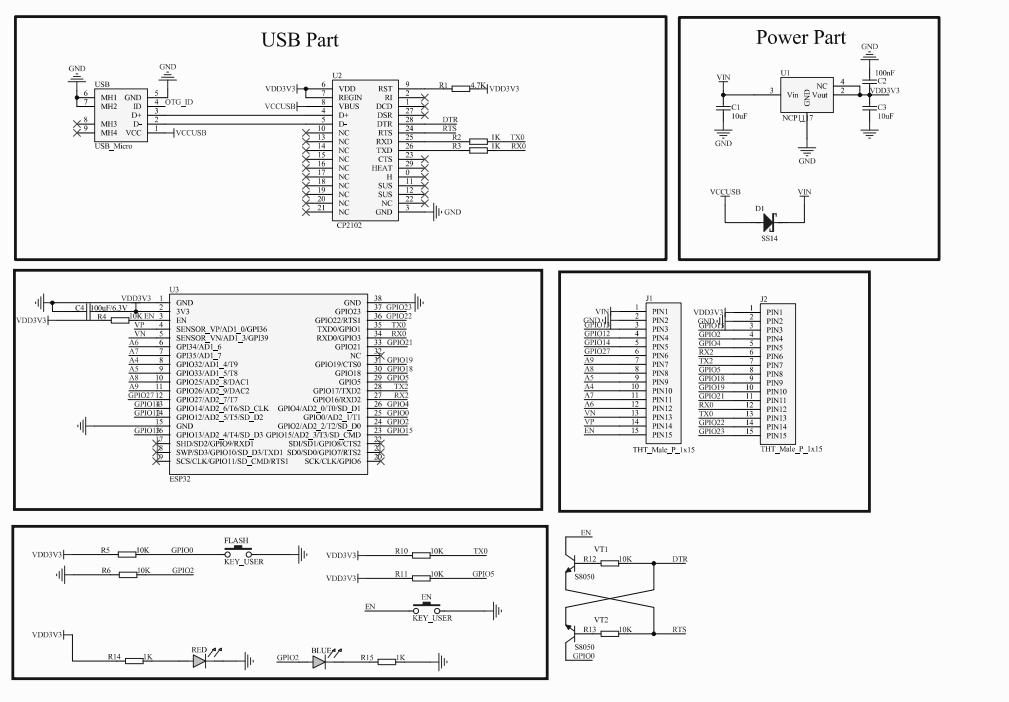 USB Part
GND
GND
USB
6 MH1 GND 5
7 MH2 ID 4 OTG_ID
D+ 3
8 MH3 D- 2
9 MH4 VCC 1 VCCUSB
USB_Micro
U2
VDD3V3 6 VDD RST 9 R1 4.7K VDD3V3
7 REGIN RI 2
VCCUSB 8 VBUS DCD 1
4 D+ DSR 27
5 D- DTR 28 DTR
10 NC RTS 24 RTS
13 NC RXD 25 R2 1K TX0
14 NC TXD 26 R3 1K RX0
15 NC CTS 23
16 NC HEAT 29
17 NC H 0
18 NC SUS 11
19 NC SUS 12
20 NC NC 22
21 NC GND 3 GND
CP2102
Power Part
GND
VIN
U1
100nF
C2
NC 4
3 Vin Vout 2 VDD3V3
GND
C1
10uF
C3
10uF
NCP1 17
GND
GND
GND
VCCUSB
VIN
D1
SS14
U3
VDD3V3 1 GND GND 38
C4 100uF/6.3V 2 3V3 GPIO23 37 GPIO23
VDD3V3 R4 10K EN 3 EN GPIO22/RTS1 36 GPIO22
VP 4 SENSOR_VP/AD1_0/GPI36 TXD0/GPIO1 35 TX0
VN 5 SENSOR_VN/AD1_3/GPI39 RXD0/GPIO3 34 RX0
A6 6 GPI34/AD1_6 GPIO21 33 GPIO21
A7 7 GPI35/AD1_7 NC 32
A4 8 GPIO32/AD1_4/T9 GPIO19/CTS0 31 GPIO19
A5 9 GPIO33/AD1_5/T8 GPIO18 30 GPIO18
A8 10 GPIO25/AD2_8/DAC1 GPIO5 29 GPIO5
A9 11 GPIO26/AD2_9/DAC2 GPIO17/TXD2 28 TX2
GPIO27 12 GPIO27/AD2_7/T7 GPIO16/RXD2 27 RX2
GPIO14 13 GPIO14/AD2_6/T6/SD_CLK GPIO4/AD2_0/T0/SD_D1 26 GPIO4
GPIO12 14 GPIO12/AD2_5/T5/SD_D2 GPIO0/AD2_1/T1 25 GPIO0
15 GND GPIO2/AD2_2/T2/SD_D0 24 GPIO2
GPIO13 16 GPIO13/AD2_4/T4/SD_D3 GPIO15/AD2_3/T3/SD_CMD 23 GPIO15
17 SHD/SD2/GPIO9/RXD1 SDI/SD1/GPIO8/CTS2 22
18 SWP/SD3/GPIO10/SD_D3/TXD1 SD0/SD0/GPIO7/RTS2 21
19 SCS/CLK/GPIO11/SD_CMD/RTS1 SCK/CLK/GPIO6 20
ESP32
J1
VIN 1 PIN1
GND 2 PIN2
GPIO13 3 PIN3
GPIO12 4 PIN4
GPIO14 5 PIN5
GPIO27 6 PIN6
A9 7 PIN7
A8 8 PIN8
A5 9 PIN9
A4 10 PIN10
A7 11 PIN11
A6 12 PIN12
VN 13 PIN13
VP 14 PIN14
EN 15 PIN15
THT_Male_P_1x15
J2
VDD3V3 1 PIN1
GND 2 PIN2
GPIO15 3 PIN3
GPIO2 4 PIN4
GPIO4 5 PIN5
RX2 6 PIN6
TX2 7 PIN7
GPIO5 8 PIN8
GPIO18 9 PIN9
GPIO19 10 PIN10
GPIO21 11 PIN11
RX0 12 PIN12
TX0 13 PIN13
GPIO22 14 PIN14
GPIO23 15 PIN15
THT_Male_P_1x15
VDD3V3 R5 10K GPIO0
FLASH
KEY_USER
R6 10K GPIO2
VDD3V3 R10 10K TX0
VDD3V3 R11 10K GPIO5
EN
EN
KEY_USER
VDD3V3
R14 1K
RED
GPIO2
BLUE
R15 1K
EN
VT1
R12 10K DTR
S8050
VT2
R13 10K RTS
S8050
GPIO0